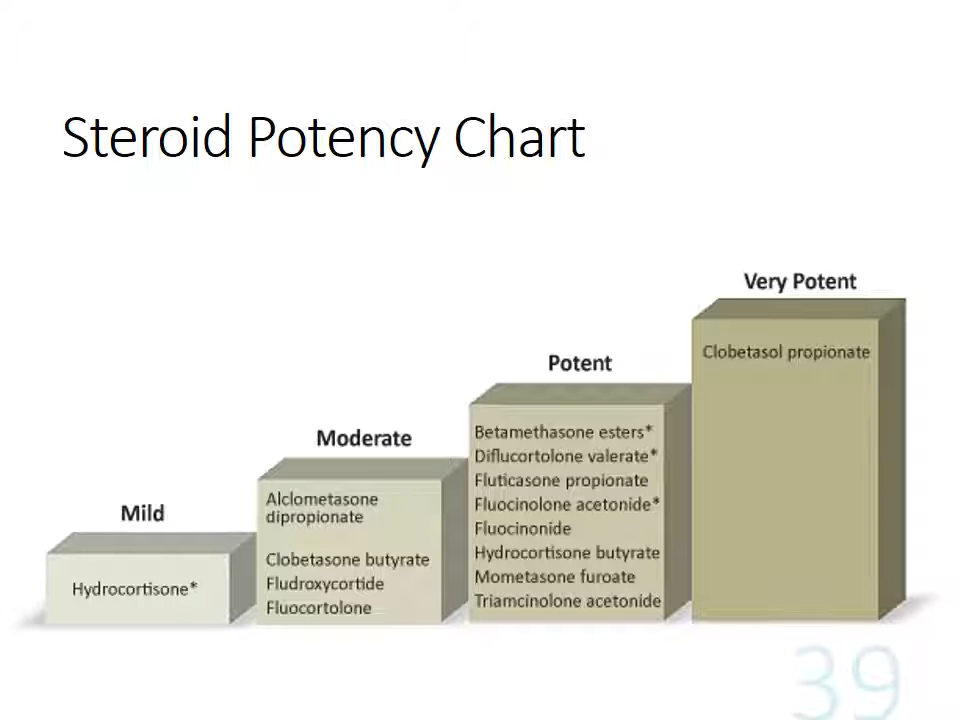 Steroid Potency Chart
Very Potent
Clobetasol propionate
Potent
Betamethasone esters*
Diflucortolone valerate*
Fluticasone propionate
Fluocinolone acetonide*
Fluocinonide
Hydrocortisone butyrate
Mometasone furoate
Triamcinolone acetonide
Moderate
Alclometasone
dipropionate
Clobetasone butyrate
Fludroxycortide
Fluocortolone
Mild
Hydrocortisone*
39